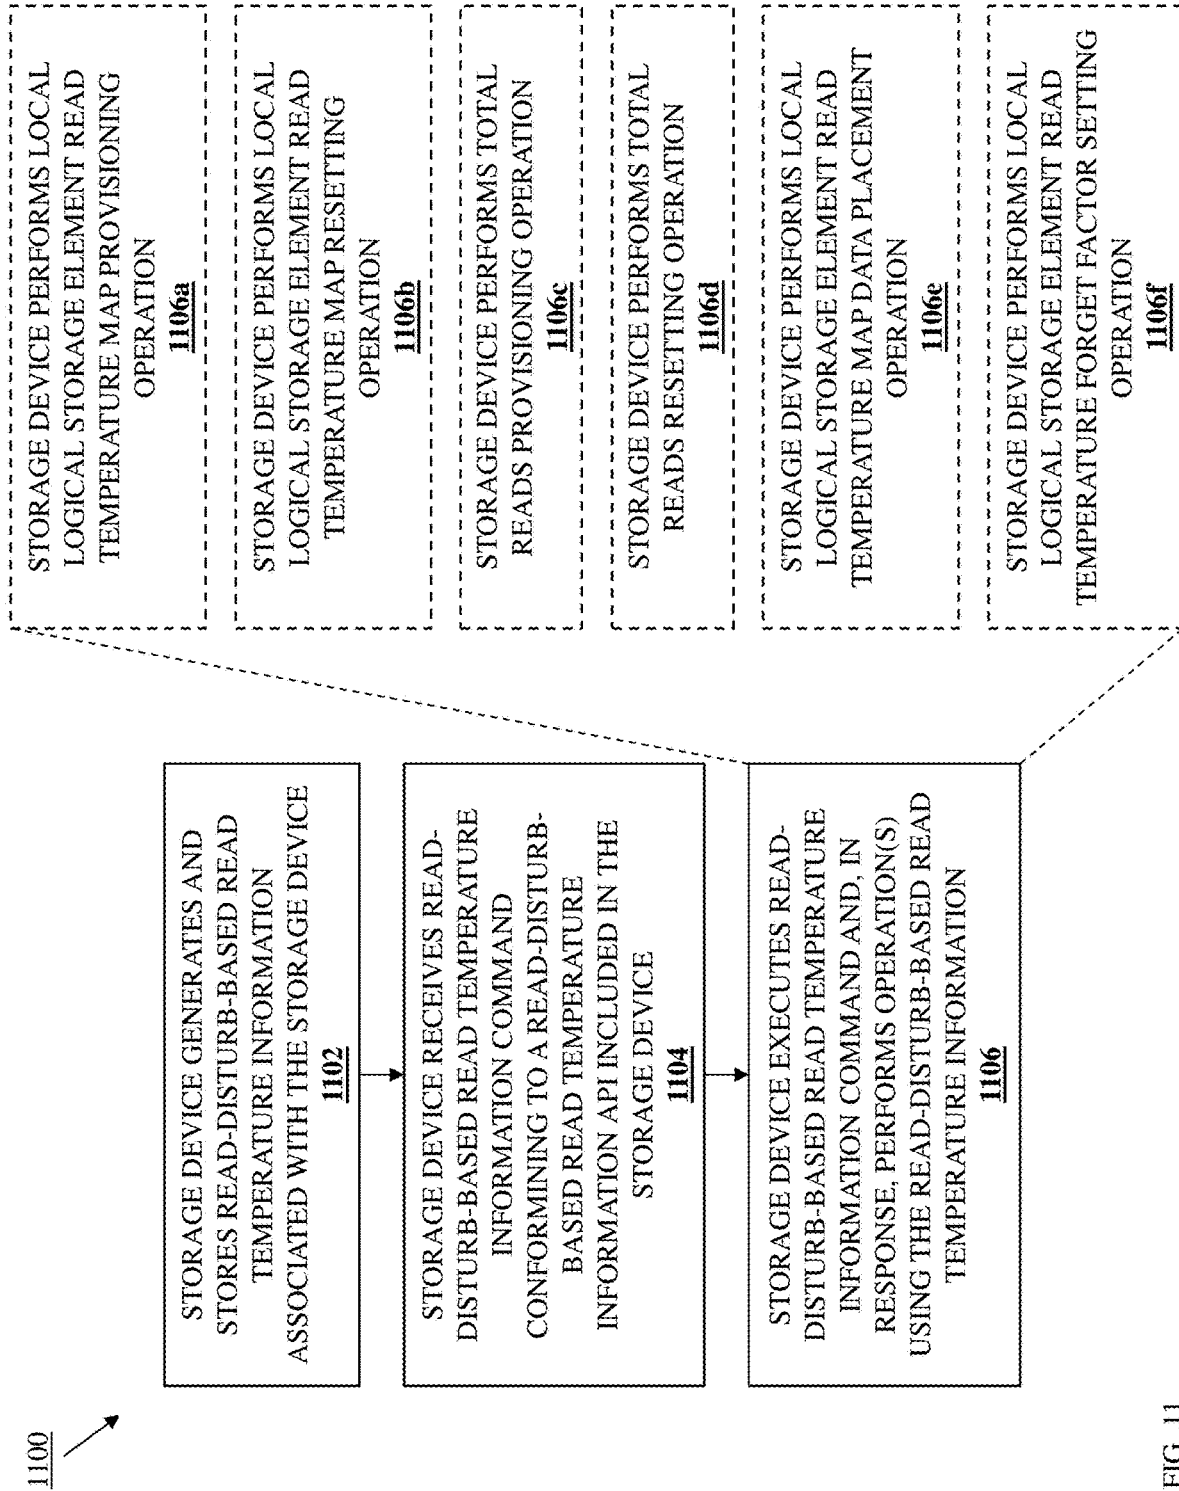 1100
STORAGE DEVICE GENERATES AND
STORES READ-DISTURB-BASED READ
TEMPERATURE INFORMATION
ASSOCIATED WITH THE STORAGE DEVICE
1102
STORAGE DEVICE RECEIVES READ-
DISTURB-BASED READ TEMPERATURE
INFORMATION COMMAND
CONFORMINING TO A READ-DISTURB-
BASED READ TEMPERATURE
INFORMATION API INCLUDED IN THE
STORAGE DEVICE
1104
STORAGE DEVICE EXECUTES READ-
DISTURB-BASED READ TEMPERATURE
INFORMATION COMMAND AND, IN
RESPONSE, PERFORMS OPERATION(S)
USING THE READ-DISTURB-BASED READ
TEMPERATURE INFORMATION
1106
STORAGE DEVICE PERFORMS LOCAL
LOGICAL STORAGE ELEMENT READ
TEMPERATURE MAP PROVISIONING
OPERATION
1106a
STORAGE DEVICE PERFORMS LOCAL
LOGICAL STORAGE ELEMENT READ
TEMPERATURE MAP RESETTING
OPERATION
1106b
STORAGE DEVICE PERFORMS TOTAL
READS PROVISIONING OPERATION
1106c
STORAGE DEVICE PERFORMS TOTAL
READS RESETTING OPERATION
1106d
STORAGE DEVICE PERFORMS LOCAL
LOGICAL STORAGE ELEMENT READ
TEMPERATURE MAP DATA PLACEMENT
OPERATION
1106e
STORAGE DEVICE PERFORMS LOCAL
LOGICAL STORAGE ELEMENT READ
TEMPERATURE FORGET FACTOR SETTING
OPERATION
1106f
FIG. 11